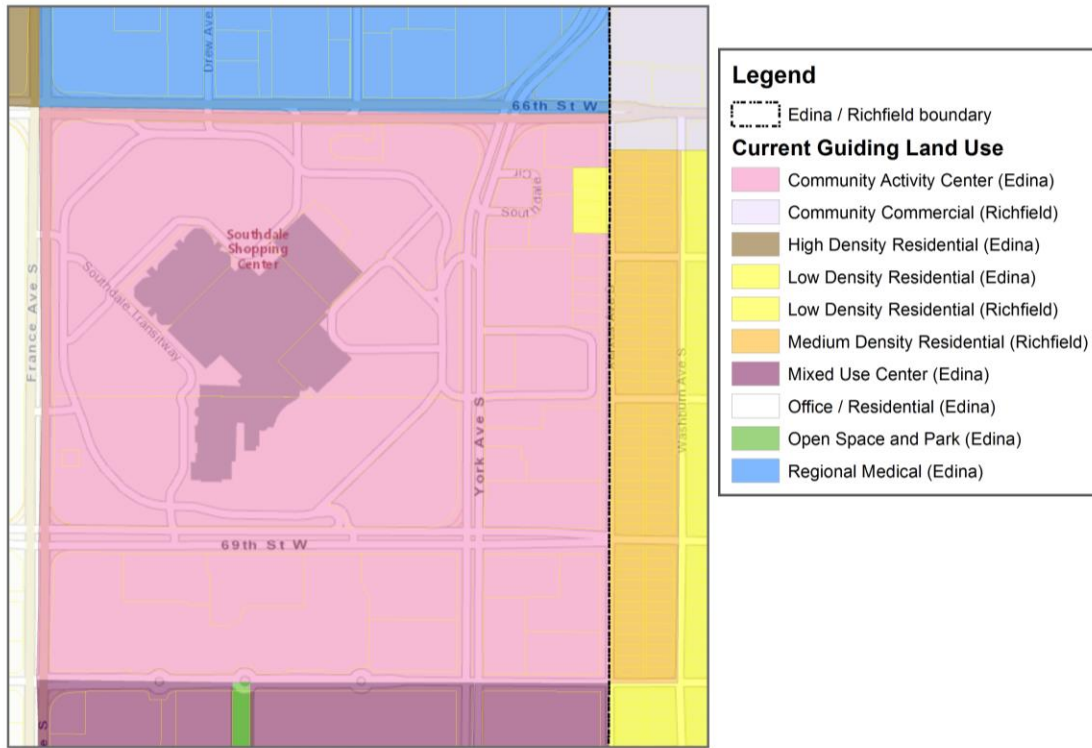 Drew Ave
66th St W
Southdale
Shopping
Center
Southdale
Cir
Southdale Transitway
France Ave S
York Ave S
Washburn Ave S
69th St W
e S
Legend
Edina / Richfield boundary
Current Guiding Land Use
Community Activity Center (Edina)
Community Commercial (Richfield)
High Density Residential (Edina)
Low Density Residential (Edina)
Low Density Residential (Richfield)
Medium Density Residential (Richfield)
Mixed Use Center (Edina)
Office / Residential (Edina)
Open Space and Park (Edina)
Regional Medical (Edina)